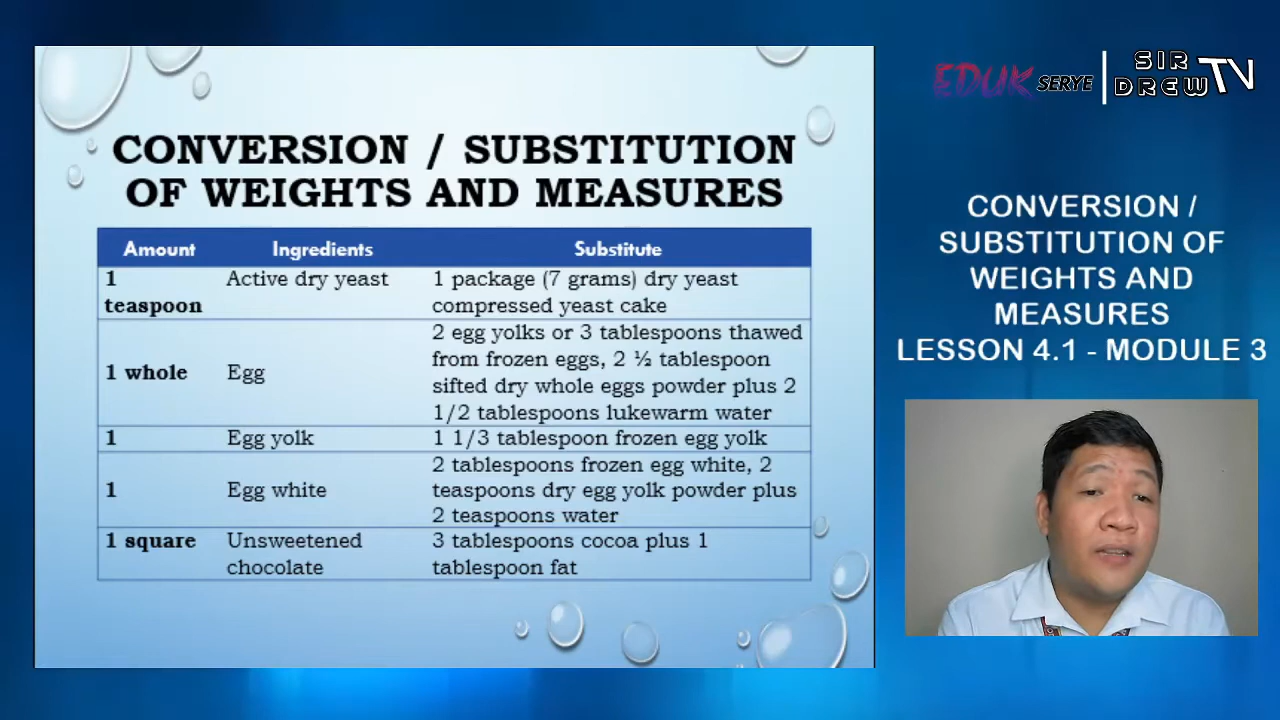 CONVERSION / SUBSTITUTION
OF WEIGHTS AND MEASURES
Amount Ingredients Substitute
1 teaspoon Active dry yeast 1 package (7 grams) dry yeast
compressed yeast cake
1 whole Egg 2 egg yolks or 3 tablespoons thawed
from frozen eggs, 2 ½ tablespoon
sifted dry whole eggs powder plus 2
1/2 tablespoons lukewarm water
1 Egg yolk 1 1/3 tablespoon frozen egg yolk
1 Egg white 2 tablespoons frozen egg white, 2
teaspoons dry egg yolk powder plus
2 teaspoons water
1 square Unsweetened chocolate 3 tablespoons cocoa plus 1
tablespoon fat
EDUK SERYE
SIR DREW TV
CONVERSION /
SUBSTITUTION OF
WEIGHTS AND
MEASURES
LESSON 4.1 - MODULE 3